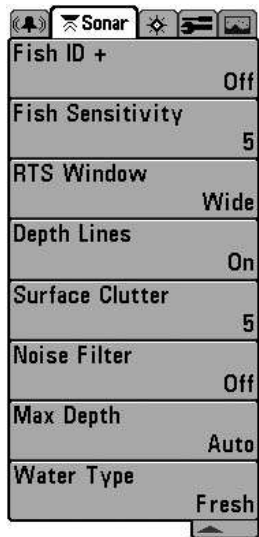 Sonar
Fish ID +
Off
Fish Sensitivity
5
RTS Window
Wide
Depth Lines
On
Surface Clutter
5
Noise Filter
Off
Max Depth
Auto
Water Type
Fresh